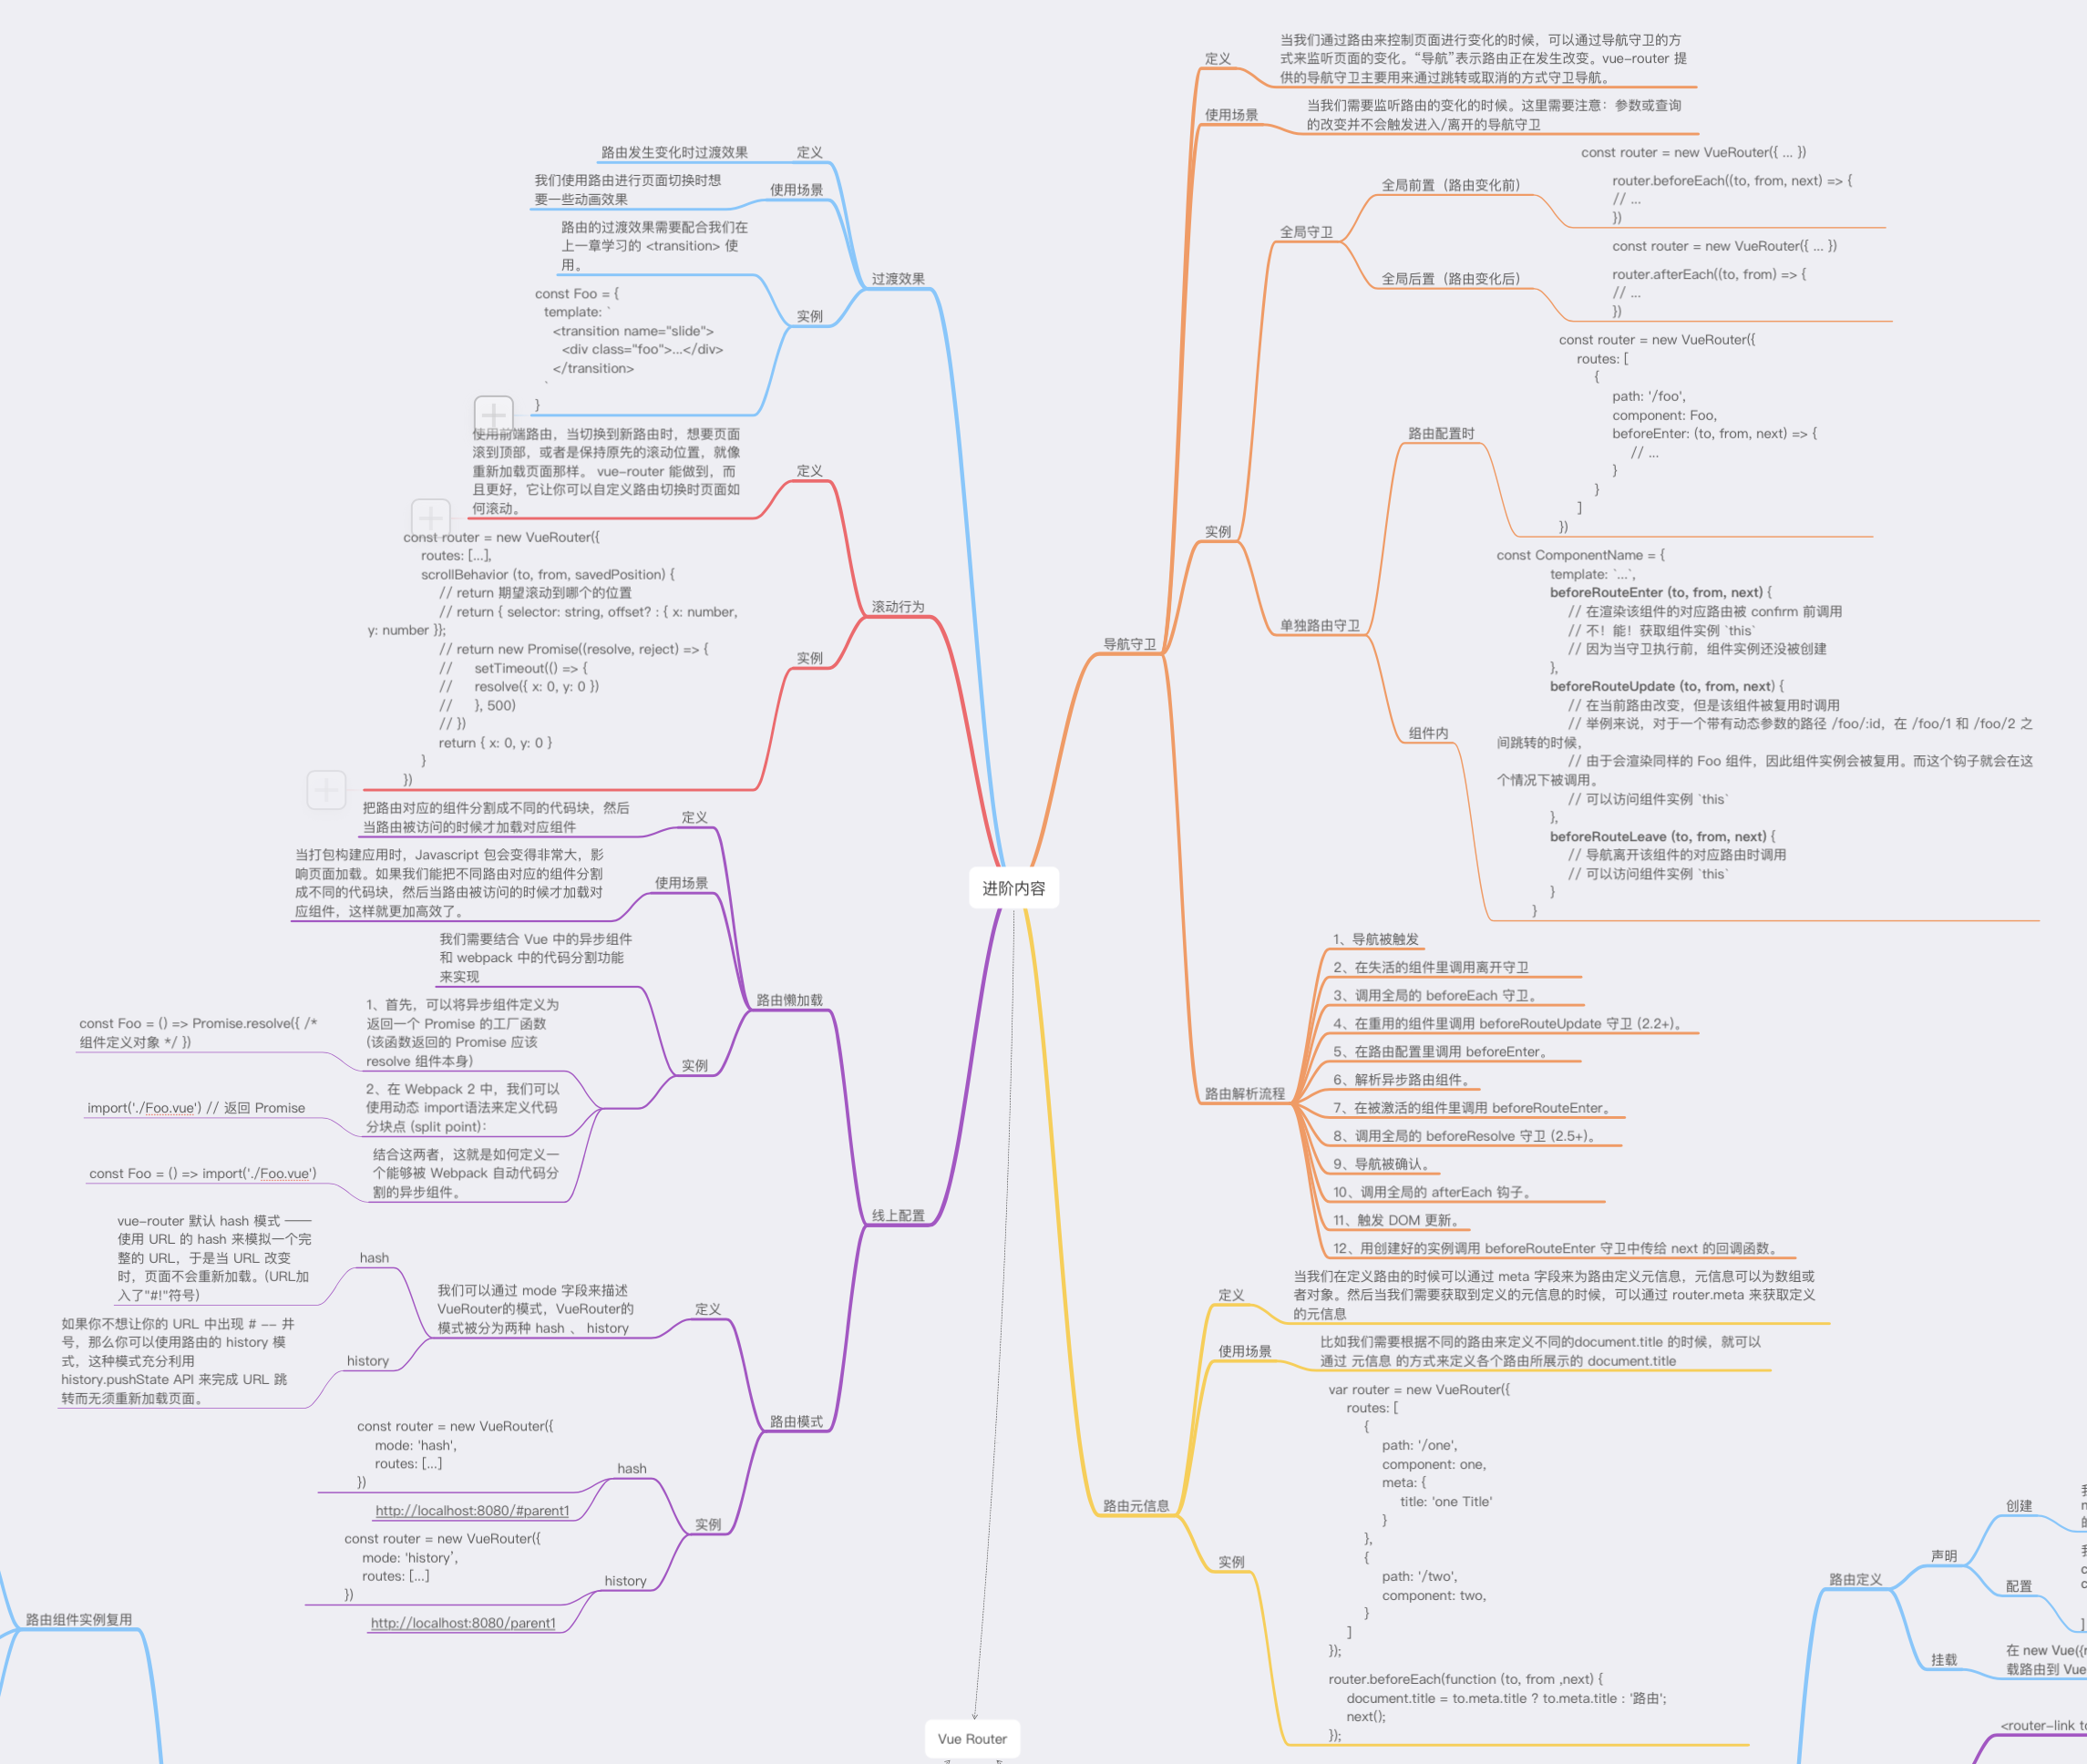 进阶内容
过渡效果
定义
路由发生变化时过渡效果
使用场景
我们使用路由进行页面切换时想
要一些动画效果
实例
路由的过渡效果需要配合我们在
上一章学习的 <transition> 使
用。
const Foo = {
template: `
<transition name="slide">
<div class="foo">...</div>
</transition>
`
}
滚动行为
定义
使用前端路由，当切换到新路由时，想要页面
滚到顶部，或者是保持原先的滚动位置，就像
重新加载页面那样。 vue-router 能做到，而
且更好，它让你可以自定义路由切换时页面如
何滚动。
实例
const router = new VueRouter({
routes: [...],
scrollBehavior (to, from, savedPosition) {
// return 期望滚动到哪个的位置
// return { selector: string, offset? : { x: number,
y: number }};
// return new Promise((resolve, reject) => {
// setTimeout(() => {
// resolve({ x: 0, y: 0 })
// }, 500)
// })
return { x: 0, y: 0 }
}
})
线上配置
路由懒加载
定义
把路由对应的组件分割成不同的代码块，然后
当路由被访问的时候才加载对应组件
使用场景
当打包构建应用时，Javascript 包会变得非常大，影
响页面加载。如果我们能把不同路由对应的组件分割
成不同的代码块，然后当路由被访问的时候才加载对
应组件，这样就更加高效了。
实例
我们需要结合 Vue 中的异步组件
和 webpack 中的代码分割功能
来实现
1、首先，可以将异步组件定义为
返回一个 Promise 的工厂函数
(该函数返回的 Promise 应该
resolve 组件本身)
const Foo = () => Promise.resolve({ /*
组件定义对象 */ })
2、在 Webpack 2 中，我们可以
使用动态 import语法来定义代码
分块点 (split point)：
import('./Foo.vue') // 返回 Promise
结合这两者，这就是如何定义一
个能够被 Webpack 自动代码分
割的异步组件。
const Foo = () => import('./Foo.vue')
路由模式
定义
我们可以通过 mode 字段来描述
VueRouter的模式，VueRouter的
模式被分为两种 hash 、 history
hash
vue-router 默认 hash 模式 ——
使用 URL 的 hash 来模拟一个完
整的 URL，于是当 URL 改变
时，页面不会重新加载。(URL加
入了"#!"符号)
history
如果你不想让你的 URL 中出现 # -- 井
号，那么你可以使用路由的 history 模
式，这种模式充分利用
history.pushState API 来完成 URL 跳
转而无须重新加载页面。
实例
hash
const router = new VueRouter({
mode: 'hash',
routes: [...]
})
http://localhost:8080/#parent1
history
const router = new VueRouter({
mode: 'history’,
routes: [...]
})
http://localhost:8080/parent1
导航守卫
定义
当我们通过路由来控制页面进行变化的时候，可以通过导航守卫的方
式来监听页面的变化。“导航”表示路由正在发生改变。vue-router 提
供的导航守卫主要用来通过跳转或取消的方式守卫导航。
使用场景
当我们需要监听路由的变化的时候。这里需要注意：参数或查询
的改变并不会触发进入/离开的导航守卫
实例
全局守卫
全局前置（路由变化前）
const router = new VueRouter({ ... })
router.beforeEach((to, from, next) => {
// ...
})
全局后置（路由变化后）
const router = new VueRouter({ ... })
router.afterEach((to, from) => {
// ...
})
单独路由守卫
路由配置时
const router = new VueRouter({
routes: [
{
path: '/foo',
component: Foo,
beforeEnter: (to, from, next) => {
// ...
}
}
]
})
组件内
const ComponentName = {
template: `...`,
beforeRouteEnter (to, from, next) {
// 在渲染该组件的对应路由被 confirm 前调用
// 不！能！获取组件实例 `this`
// 因为当守卫执行前，组件实例还没被创建
},
beforeRouteUpdate (to, from, next) {
// 在当前路由改变，但是该组件被复用时调用
// 举例来说，对于一个带有动态参数的路径 /foo/:id，在 /foo/1 和 /foo/2 之
间跳转的时候，
// 由于会渲染同样的 Foo 组件，因此组件实例会被复用。而这个钩子就会在这
个情况下被调用。
// 可以访问组件实例 `this`
},
beforeRouteLeave (to, from, next) {
// 导航离开该组件的对应路由时调用
// 可以访问组件实例 `this`
}
}
路由解析流程
1、导航被触发
2、在失活的组件里调用离开守卫
3、调用全局的 beforeEach 守卫。
4、在重用的组件里调用 beforeRouteUpdate 守卫 (2.2+)。
5、在路由配置里调用 beforeEnter。
6、解析异步路由组件。
7、在被激活的组件里调用 beforeRouteEnter。
8、调用全局的 beforeResolve 守卫 (2.5+)。
9、导航被确认。
10、调用全局的 afterEach 钩子。
11、触发 DOM 更新。
12、用创建好的实例调用 beforeRouteEnter 守卫中传给 next 的回调函数。
路由元信息
定义
当我们在定义路由的时候可以通过 meta 字段来为路由定义元信息，元信息可以为数组或
者对象。然后当我们需要获取到定义的元信息的时候，可以通过 router.meta 来获取定义
的元信息
使用场景
比如我们需要根据不同的路由来定义不同的document.title 的时候，就可以
通过 元信息 的方式来定义各个路由所展示的 document.title
实例
var router = new VueRouter({
routes: [
{
path: '/one',
component: one,
meta: {
title: 'one Title'
}
},
{
path: '/two',
component: two,
}
]
});
router.beforeEach(function (to, from ,next) {
document.title = to.meta.title ? to.meta.title : '路由';
next();
});
Vue Router
路由组件实例复用
路由定义
声明
创建
配置
]
挂载
在 new Vue({
载路由到 Vue
<router-link